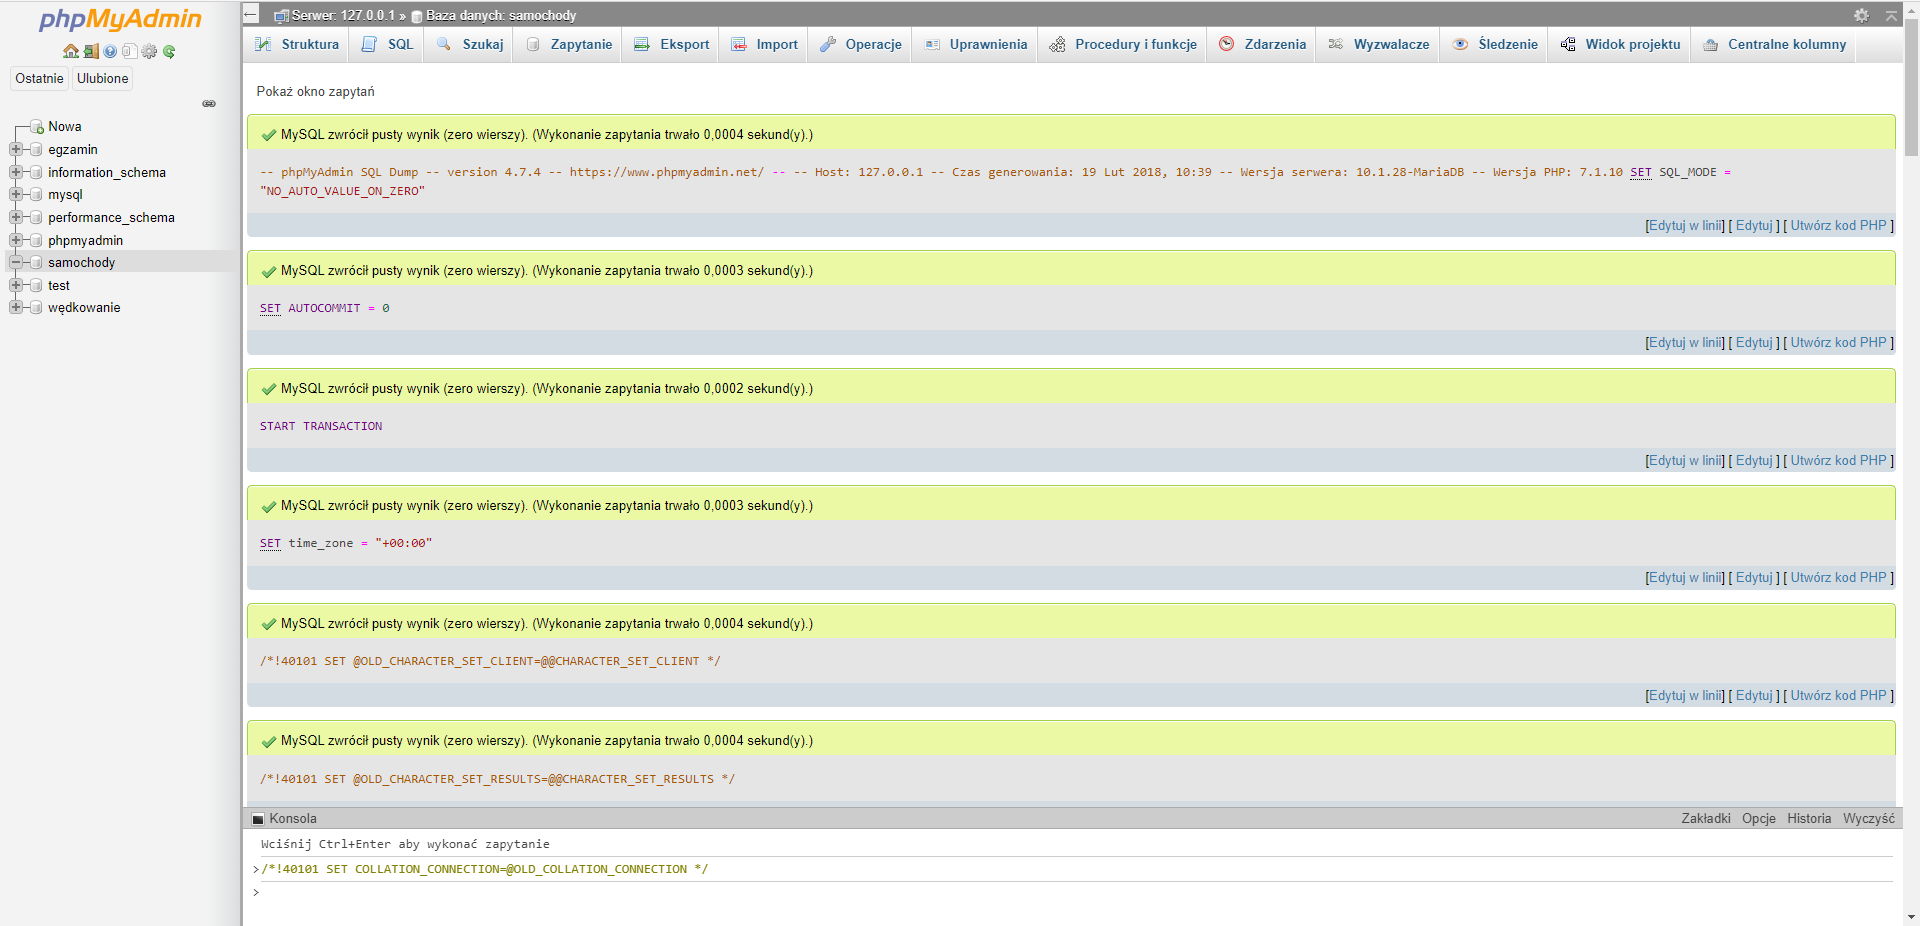 phpMyAdmin
Ostatnie Ulubione
Nowa
egzamin
information_schema
mysql
performance_schema
phpmyadmin
samochody
test
wędkowanie
Serwer: 127.0.0.1 » Baza danych: samochody
Struktura SQL Szukaj Zapytanie Eksport Import Operacje Uprawnienia Procedury i funkcje Zdarzenia Wyzwalacze Śledzenie Widok projektu Centralne kolumny
Pokaż okno zapytań
MySQL zwrócił pusty wynik (zero wierszy). (Wykonanie zapytania trwało 0,0004 sekund(y).)
-- phpMyAdmin SQL Dump -- version 4.7.4 -- https://www.phpmyadmin.net/ -- -- Host: 127.0.0.1 -- Czas generowania: 19 Lut 2018, 10:39 -- Wersja serwera: 10.1.28-MariaDB -- Wersja PHP: 7.1.10 SET SQL_MODE =
"NO_AUTO_VALUE_ON_ZERO"
[Edytuj w linii] [ Edytuj ] [ Utwórz kod PHP ]
MySQL zwrócił pusty wynik (zero wierszy). (Wykonanie zapytania trwało 0,0003 sekund(y).)
SET AUTOCOMMIT = 0
[Edytuj w linii] [ Edytuj ] [ Utwórz kod PHP ]
MySQL zwrócił pusty wynik (zero wierszy). (Wykonanie zapytania trwało 0,0002 sekund(y).)
START TRANSACTION
[Edytuj w linii] [ Edytuj ] [ Utwórz kod PHP ]
MySQL zwrócił pusty wynik (zero wierszy). (Wykonanie zapytania trwało 0,0003 sekund(y).)
SET time_zone = "+00:00"
[Edytuj w linii] [ Edytuj ] [ Utwórz kod PHP ]
MySQL zwrócił pusty wynik (zero wierszy). (Wykonanie zapytania trwało 0,0004 sekund(y).)
/*!40101 SET @OLD_CHARACTER_SET_CLIENT=@@CHARACTER_SET_CLIENT */
[Edytuj w linii] [ Edytuj ] [ Utwórz kod PHP ]
MySQL zwrócił pusty wynik (zero wierszy). (Wykonanie zapytania trwało 0,0004 sekund(y).)
/*!40101 SET @OLD_CHARACTER_SET_RESULTS=@@CHARACTER_SET_RESULTS */
Konsola Zakładki Opcje Historia Wyczyść
Wciśnij Ctrl+Enter aby wykonać zapytanie
>/*!40101 SET COLLATION_CONNECTION=@OLD_COLLATION_CONNECTION */
>